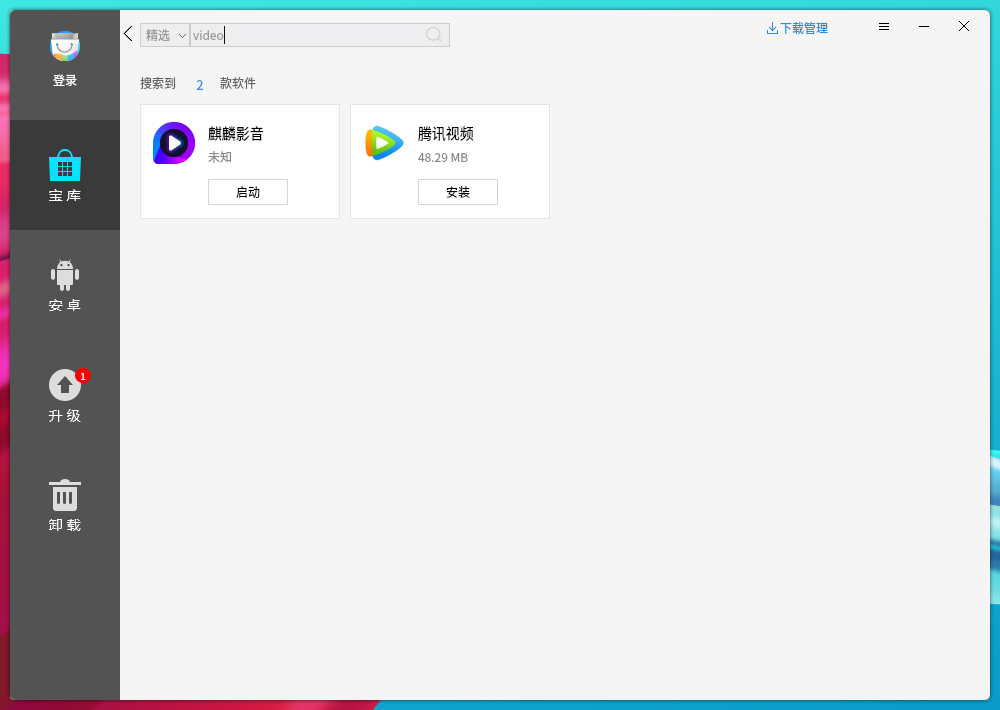 登录
宝 库
安 卓
1
升 级
卸 载
精选
video
下载管理
搜索到 2 款软件
麒麟影音
未知
启动
腾讯视频
48.29 MB
安装